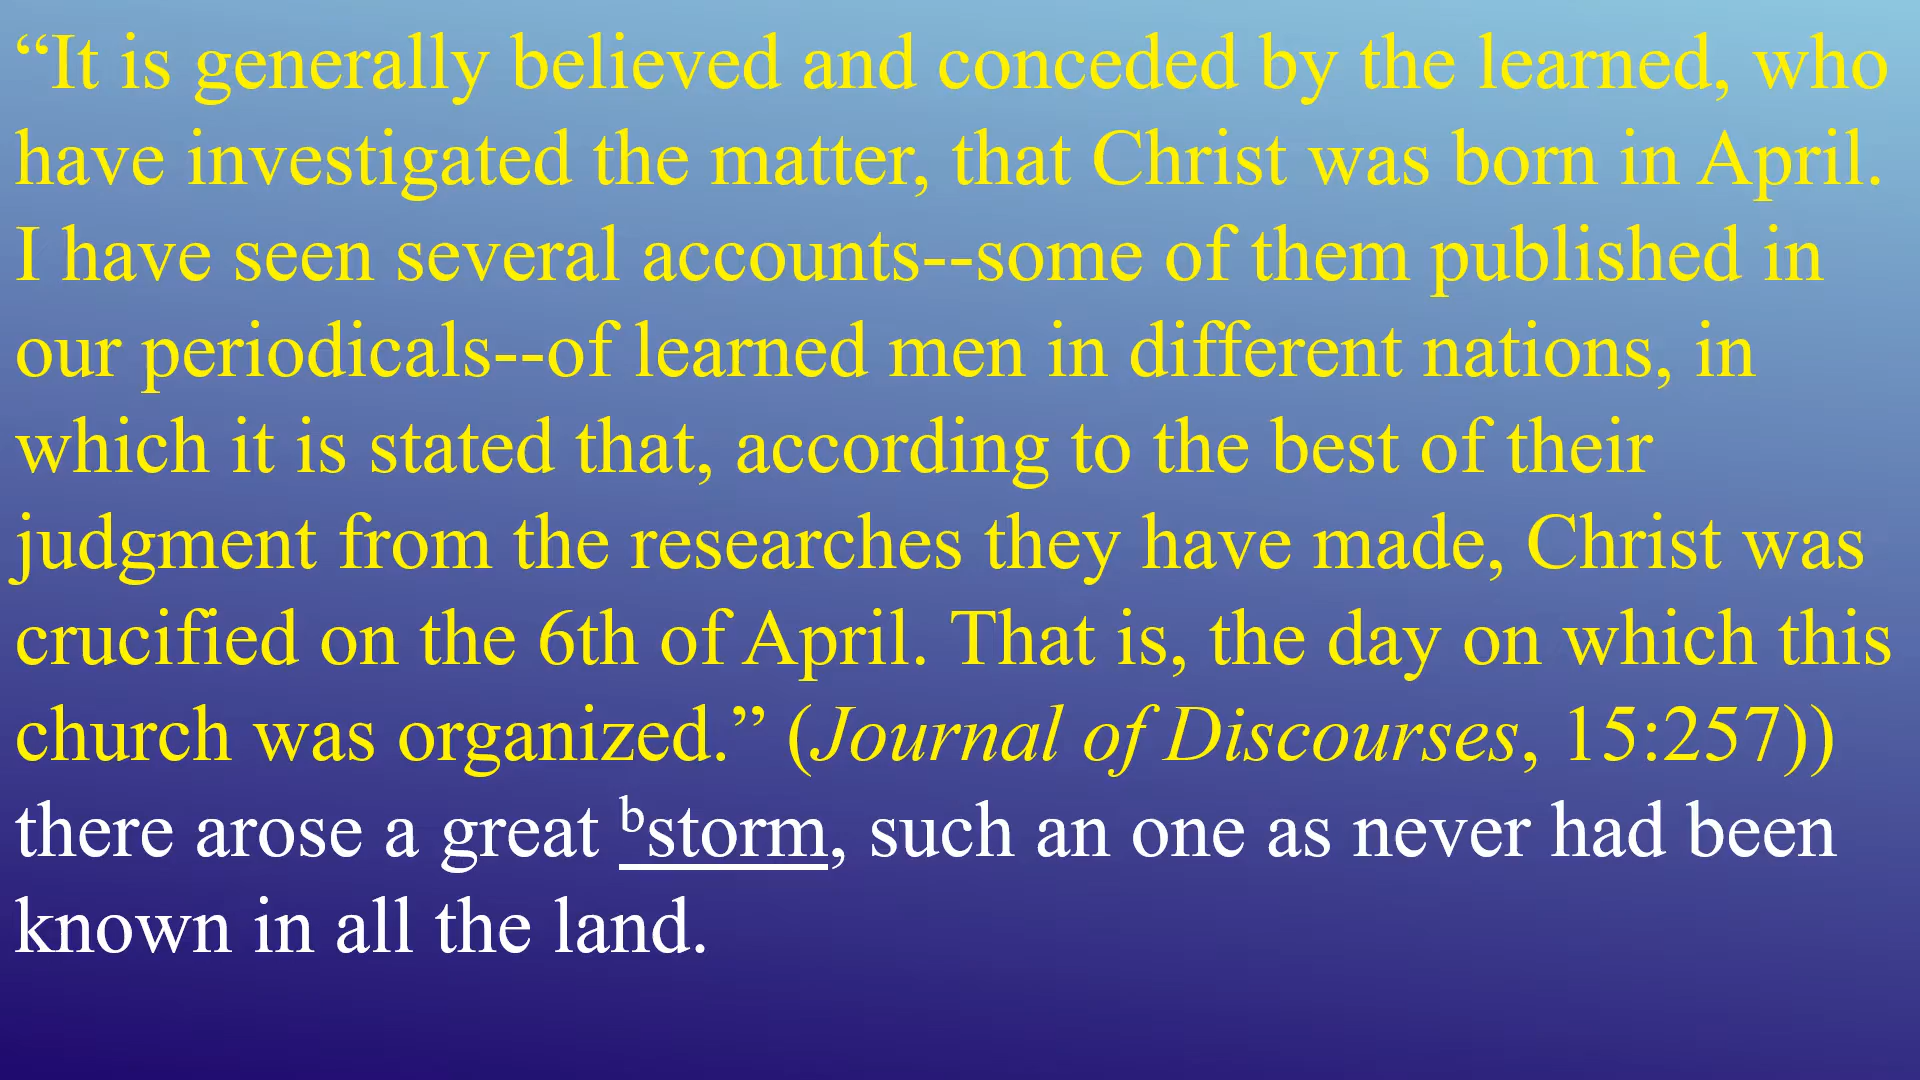 “It is generally believed and conceded by the learned, who
have investigated the matter, that Christ was born in April.
I have seen several accounts--some of them published in
our periodicals--of learned men in different nations, in
which it is stated that, according to the best of their
judgment from the researches they have made, Christ was
crucified on the 6th of April. That is, the day on which this
church was organized.” (Journal of Discourses, 15:257))
there arose a great ᵇstorm, such an one as never had been
known in all the land.